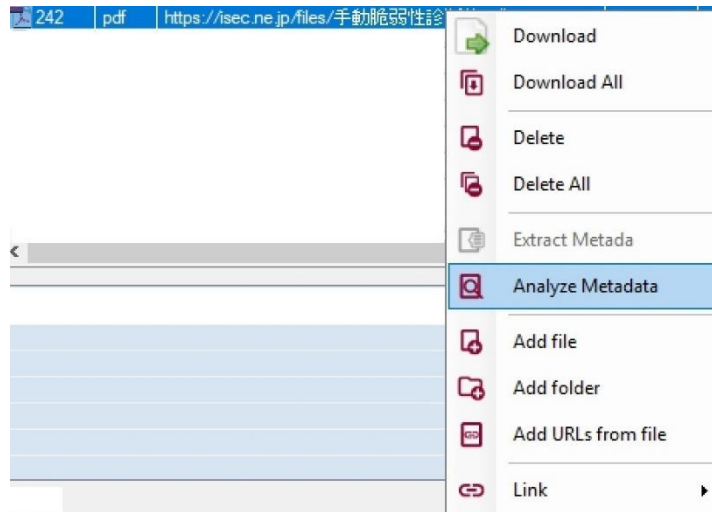 242 pdf https://isec.ne.jp/files/手動脆弱性診
Download
Download All
Delete
Delete All
Extract Metada
Analyze Metadata
Add file
Add folder
Add URLs from file
Link